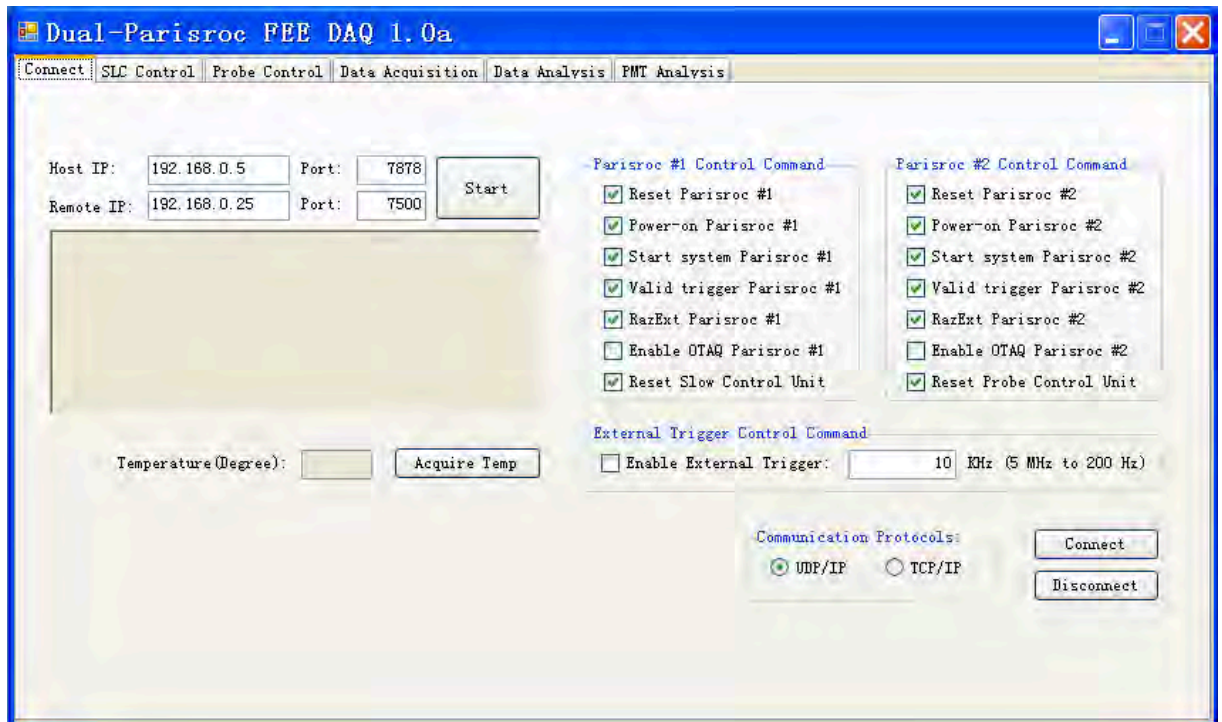 Dual-Parisroc FEE DAQ 1.0a
Connect SLC Control Probe Control Data Acquisition Data Analysis PMT Analysis
Host IP: 192.168.0.5 Port: 7878
Start
Remote IP: 192.168.0.25 Port: 7500
Temperature(Degree): Acquire Temp
Parisroc #1 Control Command
Reset Parisroc #1
Power-on Parisroc #1
Start system Parisroc #1
Valid trigger Parisroc #1
RazExt Parisroc #1
Enable OTAQ Parisroc #1
Reset Slow Control Unit
Parisroc #2 Control Command
Reset Parisroc #2
Power-on Parisroc #2
Start system Parisroc #2
Valid trigger Parisroc #2
RazExt Parisroc #2
Enable OTAQ Parisroc #2
Reset Probe Control Unit
External Trigger Control Command
Enable External Trigger: 10 KHz (5 MHz to 200 Hz)
Communication Protocols:
UDP/IP TCP/IP
Connect
Disconnect